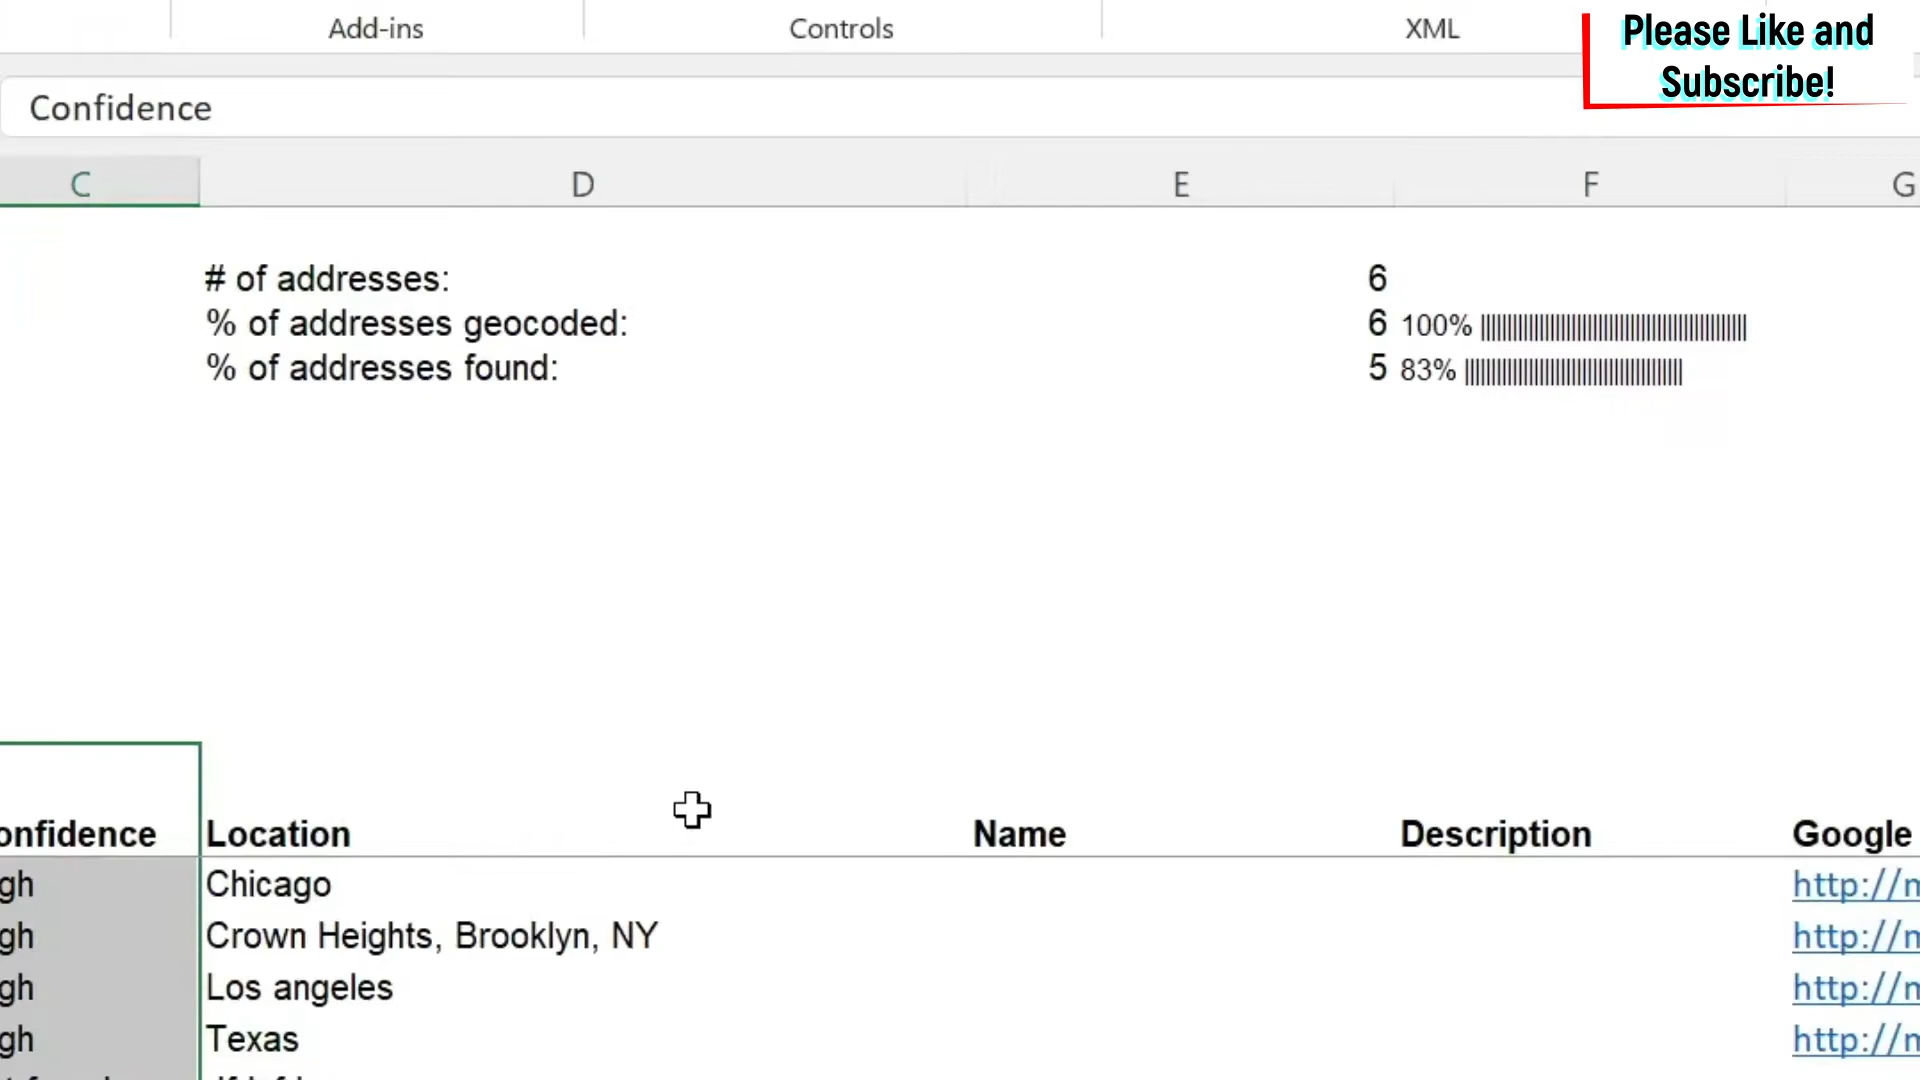 Add-ins Controls XML
Please Like and
Subscribe!
Confidence
C D E F G
# of addresses: 6
% of addresses geocoded: 6 100% ||||||||||||||||||||||||||||||||||||||||||||||||||
% of addresses found: 5 83% |||||||||||||||||||||||||||||||||||||||||
onfidence Location Name Description Google
gh Chicago http://m
gh Crown Heights, Brooklyn, NY http://m
gh Los angeles http://m
gh Texas http://m